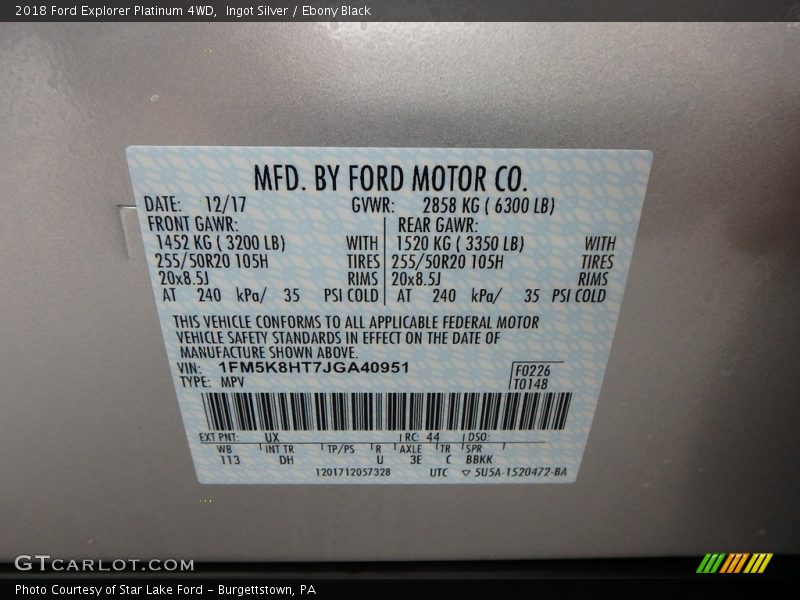 2018 Ford Explorer Platinum 4WD,  Ingot Silver / Ebony Black
MFD. BY FORD MOTOR CO.
DATE: 12/17 GVWR: 2858 KG ( 6300 LB)
FRONT GAWR: REAR GAWR:
1452 KG ( 3200 LB) WITH 1520 KG ( 3350 LB) WITH
255/50R20 105H TIRES 255/50R20 105H TIRES
20x8.5J RIMS 20x8.5J RIMS
AT 240 kPa/ 35 PSI COLD AT 240 kPa/ 35 PSI COLD
THIS VEHICLE CONFORMS TO ALL APPLICABLE FEDERAL MOTOR
VEHICLE SAFETY STANDARDS IN EFFECT ON THE DATE OF
MANUFACTURE SHOWN ABOVE.
VIN: 1FM5K8HT7JGA40951 F0226
TYPE: MPV T0148
EXT PNT: UX RC: 44 DSO:
WB INT TR TP/PS R AXLE TR SPR
113 DH U 3E C BBKK
1201712057328 UTC ▽ 5U5A-1520472-BA
GTCARLOT.COM
Photo Courtesy of Star Lake Ford - Burgettstown, PA